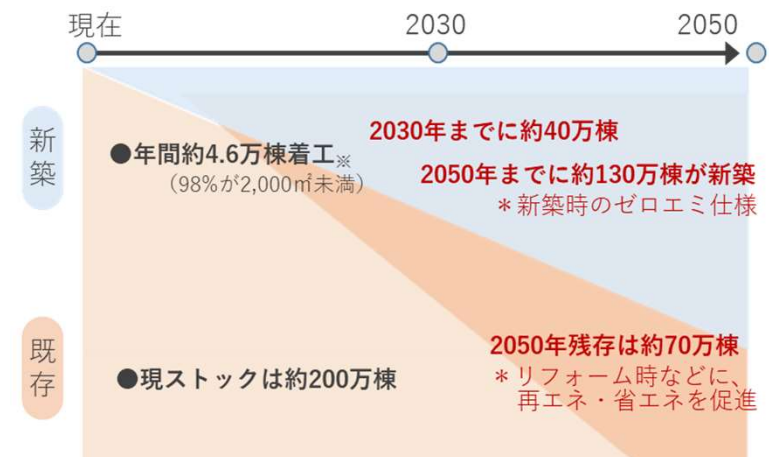 現在
2030
2050
新築
●年間約4.6万棟着工※
（98%が2,000㎡未満）
2030年までに約40万棟
2050年までに約130万棟が新築
＊新築時のゼロエミ仕様
既存
●現ストックは約200万棟
2050年残存は約70万棟
＊リフォーム時などに、
再エネ・省エネを促進